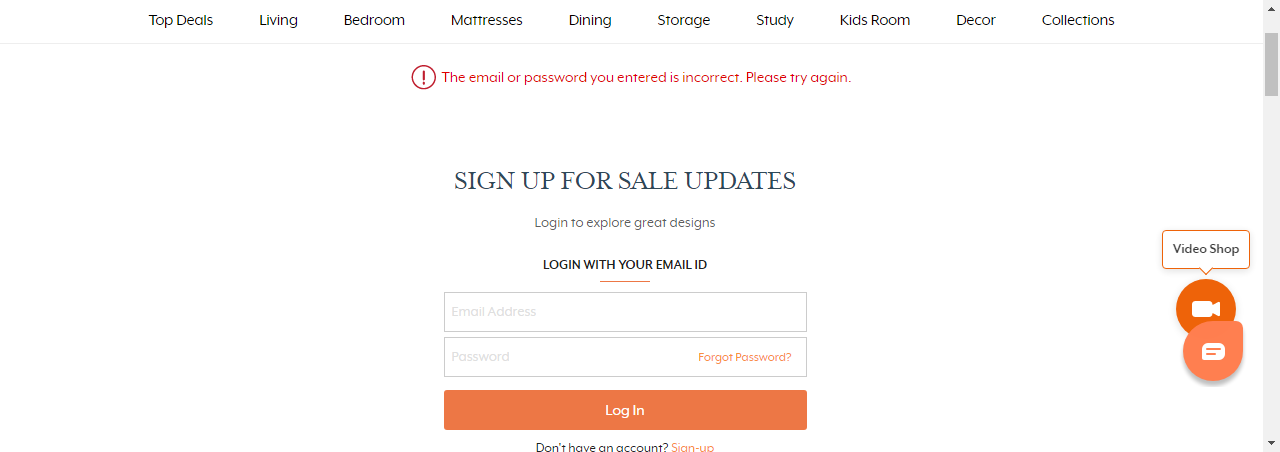 Top Deals Living Bedroom Mattresses Dining Storage Study Kids Room Decor Collections
The email or password you entered is incorrect. Please try again.
SIGN UP FOR SALE UPDATES
Login to explore great designs
Video Shop
LOGIN WITH YOUR EMAIL ID
Email Address
Password Forgot Password?
Log In
Don't have an account? Sign-up